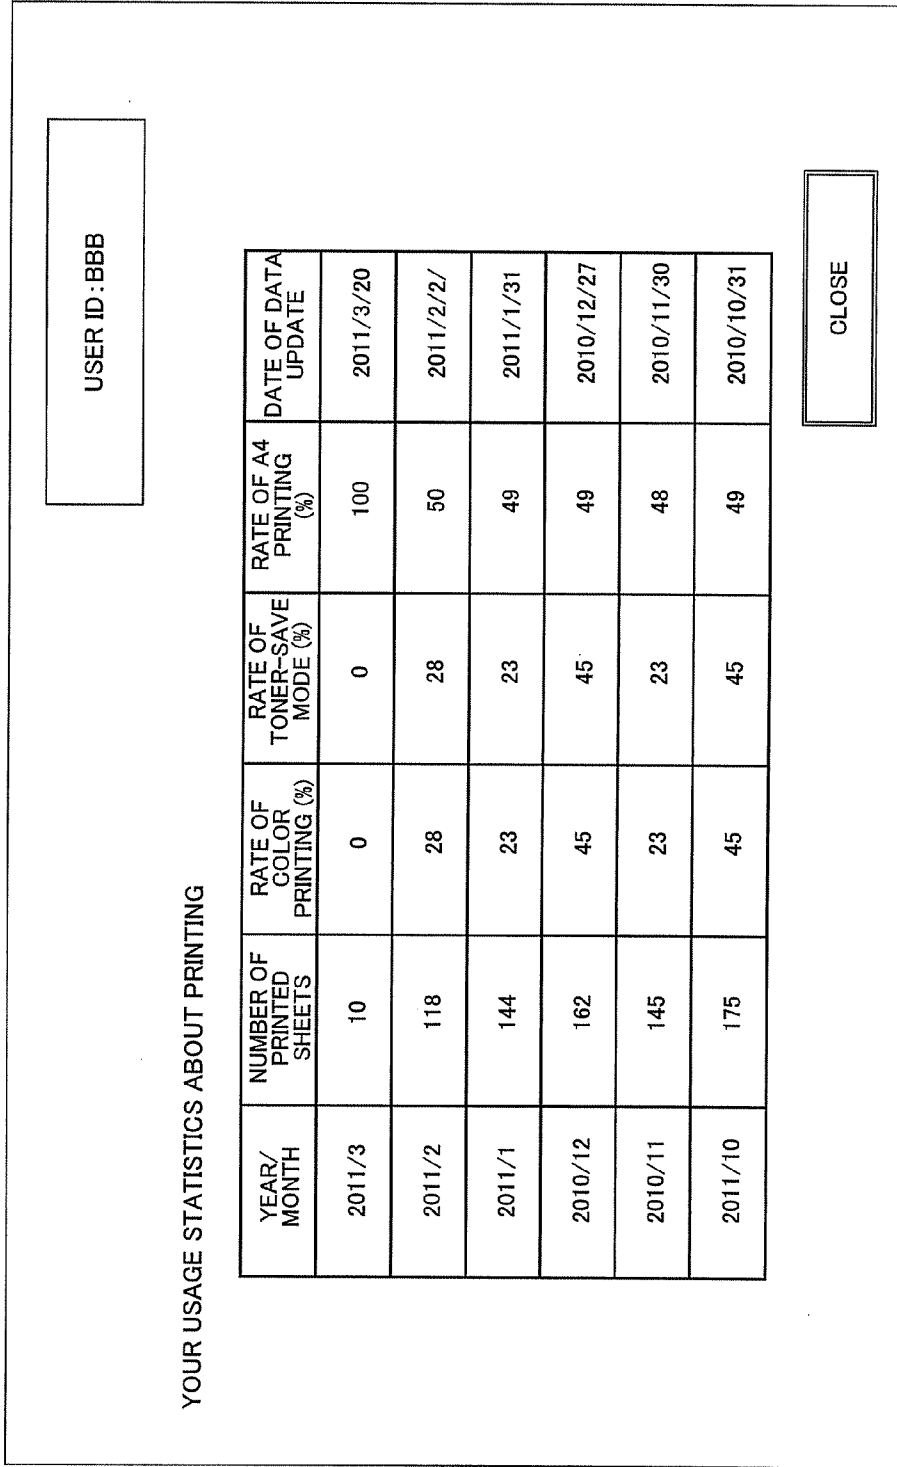 USER ID : BBB
YOUR USAGE STATISTICS ABOUT PRINTING
YEAR/ MONTH NUMBER OF PRINTED SHEETS RATE OF COLOR PRINTING (%) RATE OF TONER-SAVE MODE (%) RATE OF A4 PRINTING (%) DATE OF DATA UPDATE
2011/3 10 0 0 100 2011/3/20
2011/2 118 28 28 50 2011/2/2/
2011/1 144 23 23 49 2011/1/31
2010/12 162 45 45 49 2010/12/27
2010/11 145 23 23 48 2010/11/30
2011/10 175 45 45 49 2010/10/31
CLOSE